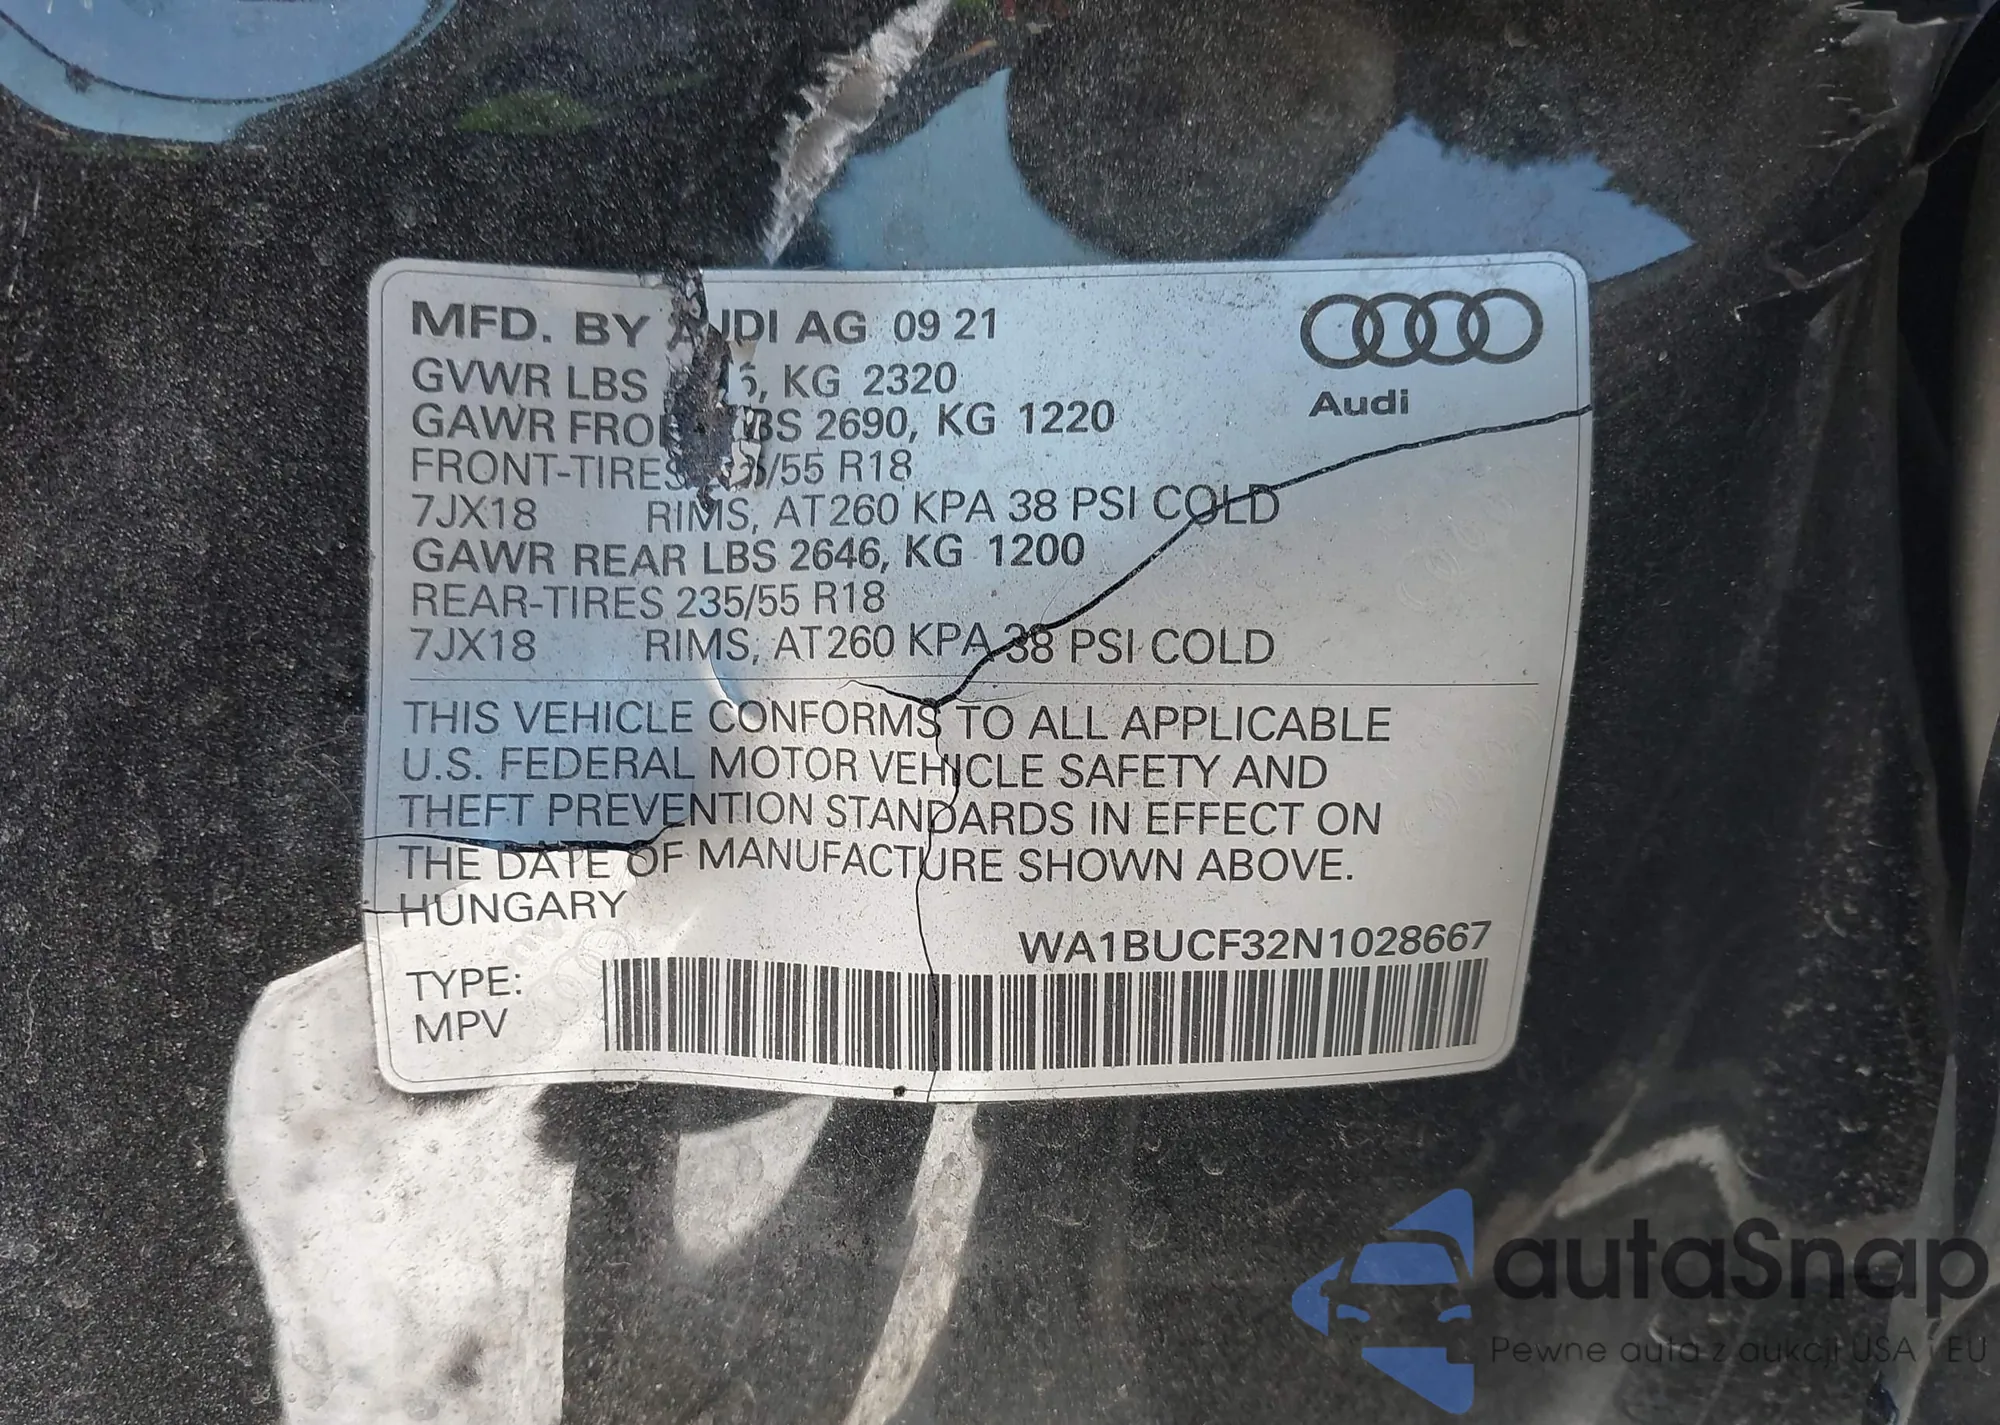 MFD. BY AUDI AG 09 21
GVWR LBS KG 2320
Audi
GAWR FRONT LBS 2690, KG 1220
FRONT-TIRES /55 R18
7JX18 RIMS, AT260 KPA 38 PSI COLD
GAWR REAR LBS 2646, KG 1200
REAR-TIRES 235/55 R18
7JX18 RIMS, AT260 KPA 38 PSI COLD
THIS VEHICLE CONFORMS TO ALL APPLICABLE
U.S. FEDERAL MOTOR VEHICLE SAFETY AND
THEFT PREVENTION STANDARDS IN EFFECT ON
THE DATE OF MANUFACTURE SHOWN ABOVE.
HUNGARY
WA1BUCF32N1028667
TYPE:
MPV
autaSnap
Pewne auta z aukcji USA i EU